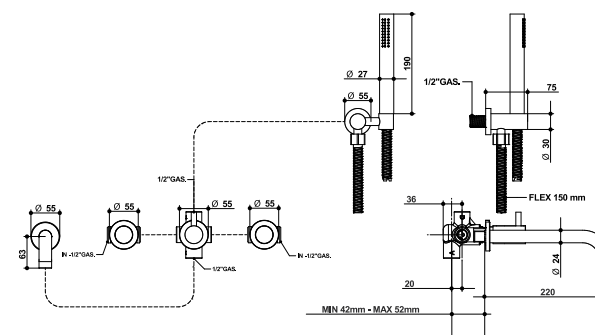 190
Ø 27
Ø 55
75
1/2"GAS.
Ø 30
FLEX 150 mm
1/2"GAS.
Ø 55
Ø 55
Ø 55
Ø 55
36
63
IN -1/2"GAS.
IN -1/2"GAS.
1/2"GAS.
Ø 24
20
220
MIN 42mm - MAX 52mm